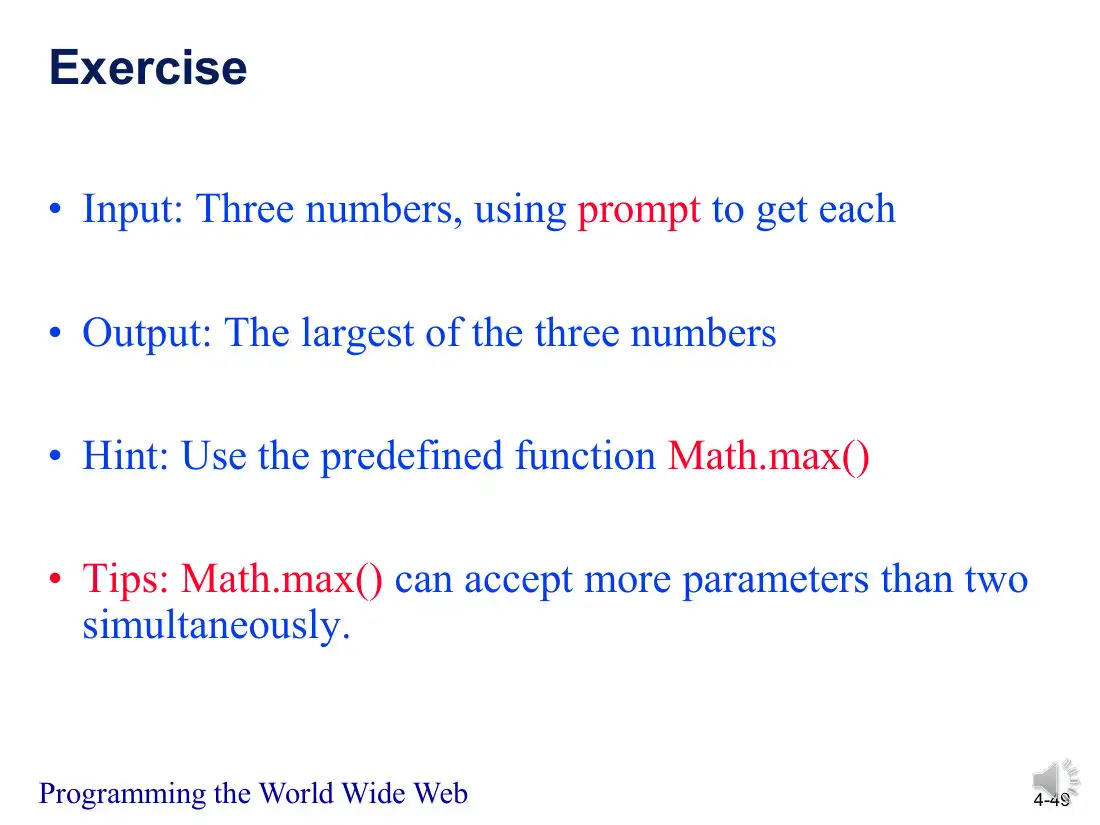 Exercise
• Input: Three numbers, using prompt to get each
• Output: The largest of the three numbers
• Hint: Use the predefined function Math.max()
• Tips: Math.max() can accept more parameters than two
simultaneously.
Programming the World Wide Web
4-49